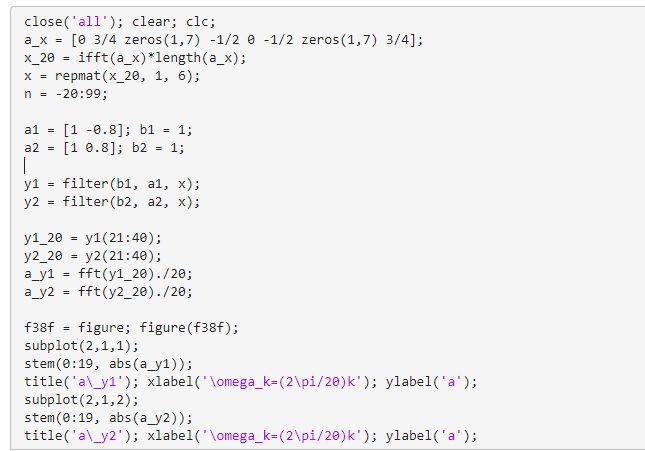 close('all'); clear; clc;
a_x = [0 3/4 zeros(1,7) -1/2 0 -1/2 zeros(1,7) 3/4];
x_20 = ifft(a_x)*length(a_x);
x = repmat(x_20, 1, 6);
n = -20:99;
a1 = [1 -0.8]; b1 = 1;
a2 = [1 0.8]; b2 = 1;
y1 = filter(b1, a1, x);
y2 = filter(b2, a2, x);
y1_20 = y1(21:40);
y2_20 = y2(21:40);
a_y1 = fft(y1_20)./20;
a_y2 = fft(y2_20)./20;
f38f = figure; figure(f38f);
subplot(2,1,1);
stem(0:19, abs(a_y1));
title('a\_y1'); xlabel('\omega_k=(2\pi/20)k'); ylabel('a');
subplot(2,1,2);
stem(0:19, abs(a_y2));
title('a\_y2'); xlabel('\omega_k=(2\pi/20)k'); ylabel('a');